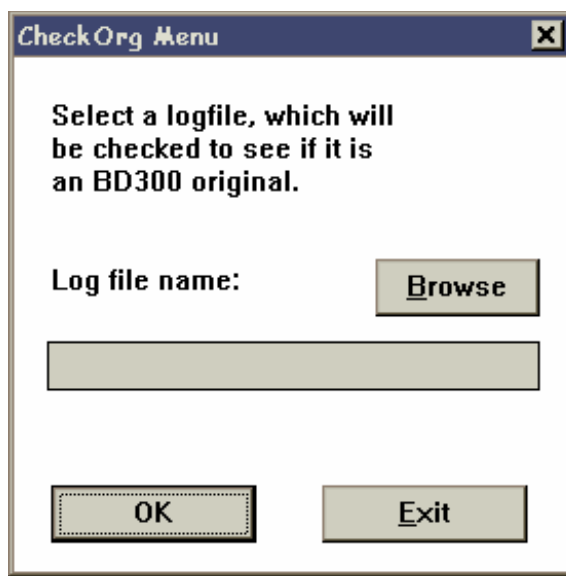 CheckOrg Menu
Select a logfile, which will
be checked to see if it is
an BD300 original.
Log file name:
Browse
OK
Exit